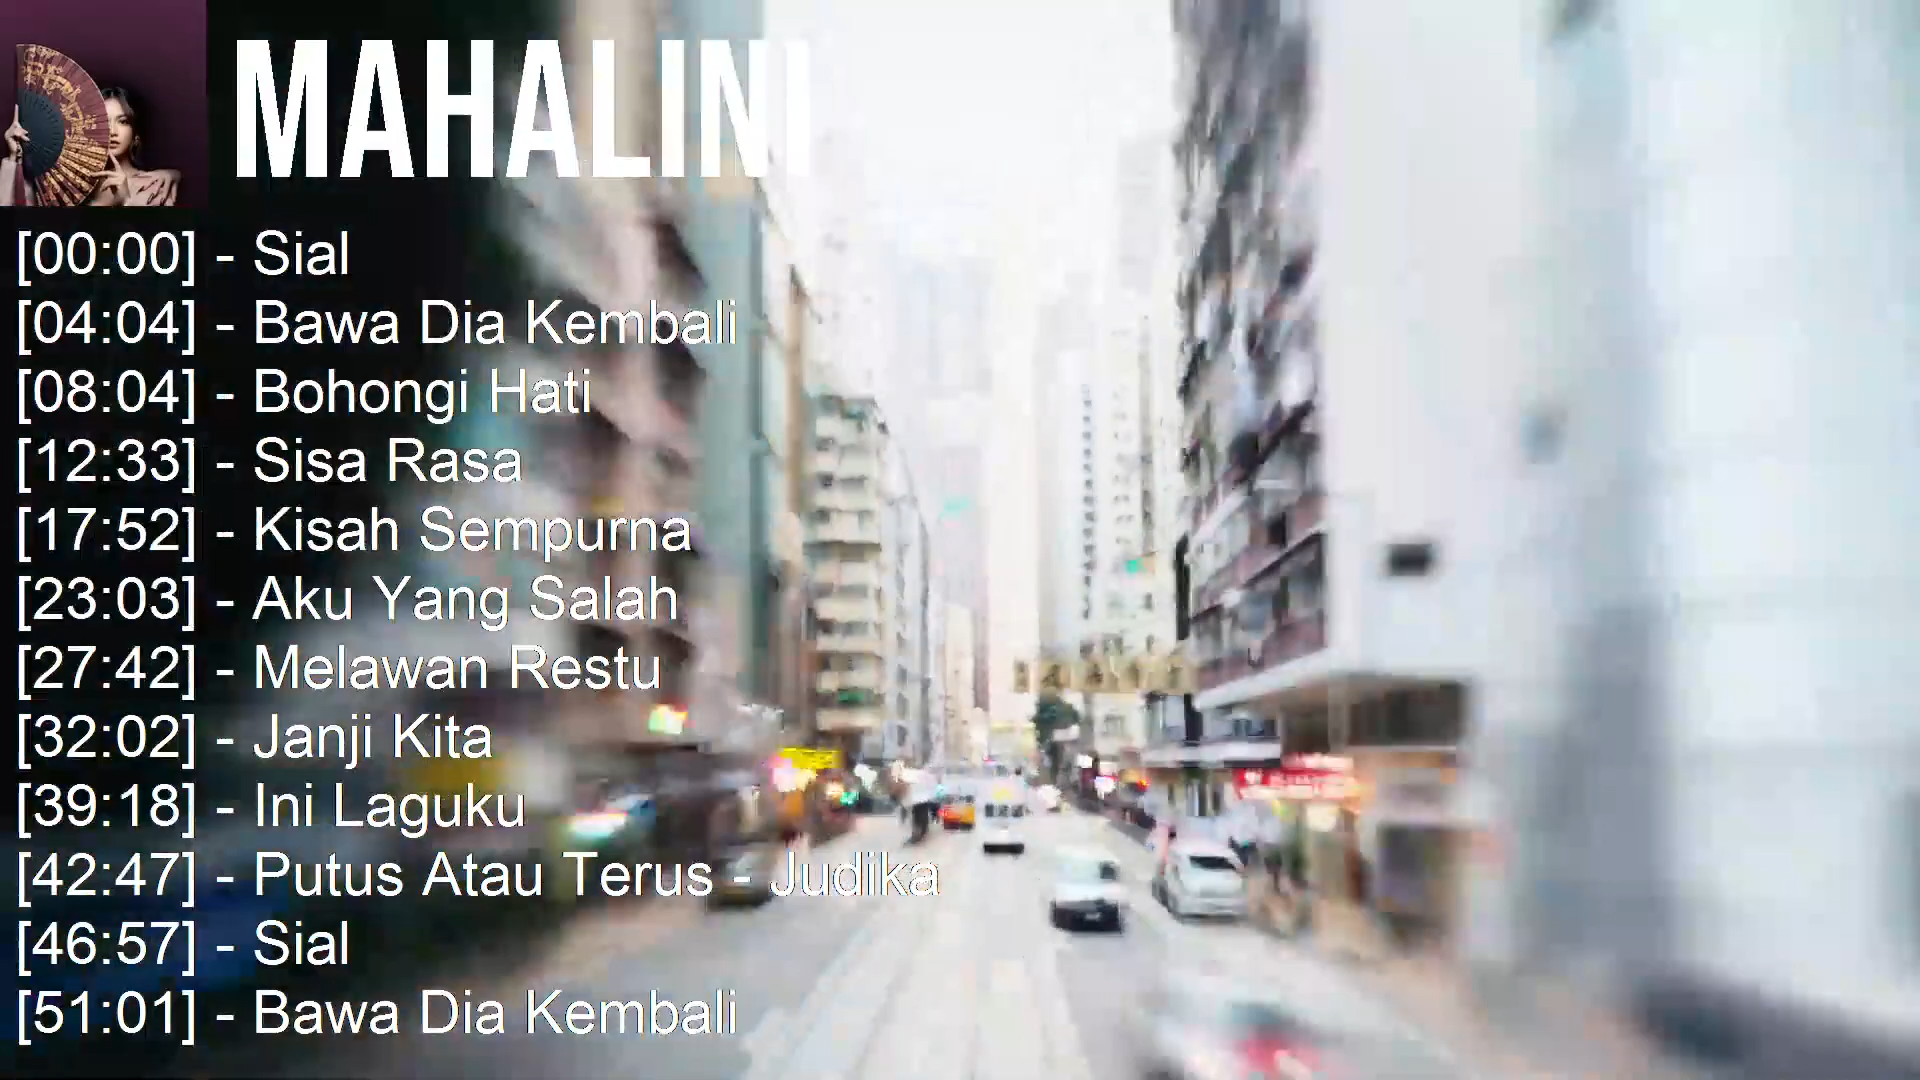 MAHALINI
[00:00] - Sial
[04:04] - Bawa Dia Kembali
[08:04] - Bohongi Hati
[12:33] - Sisa Rasa
[17:52] - Kisah Sempurna
[23:03] - Aku Yang Salah
[27:42] - Melawan Restu
[32:02] - Janji Kita
[39:18] - Ini Laguku
[42:47] - Putus Atau Terus - Judika
[46:57] - Sial
[51:01] - Bawa Dia Kembali